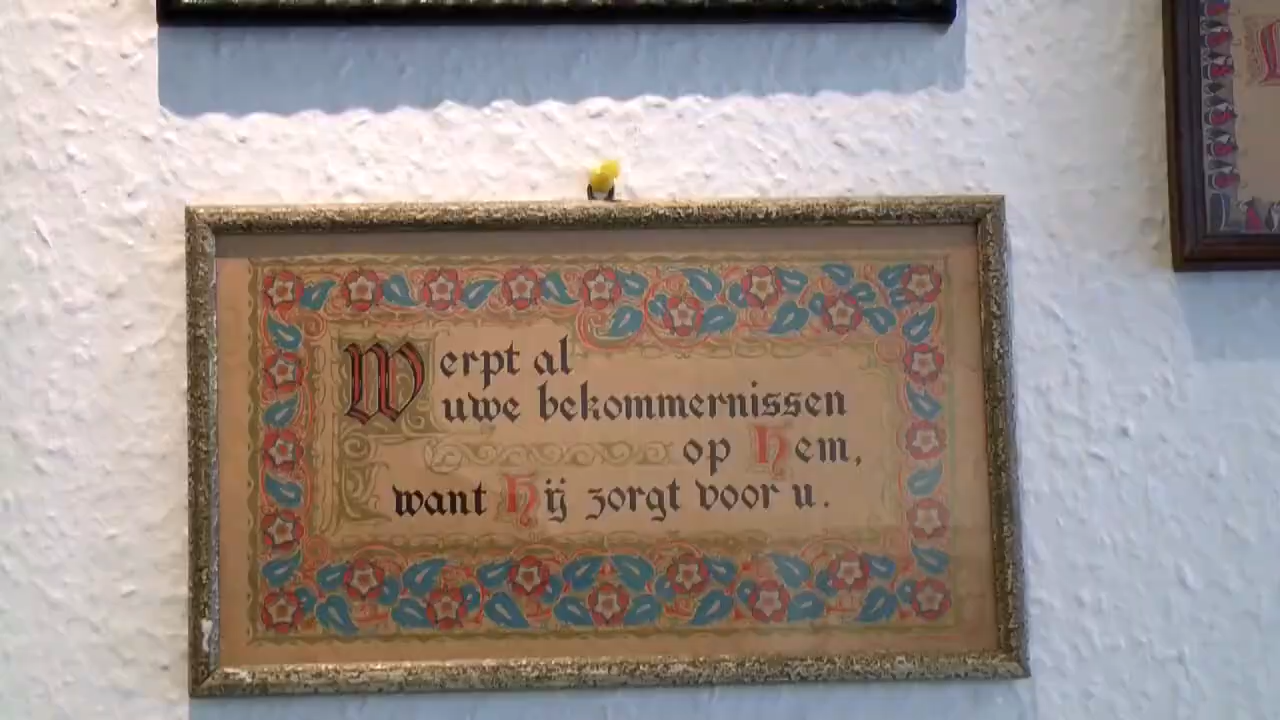 Werpt al
uwe bekommernissen
op Hem,
want Hij zorgt voor u.